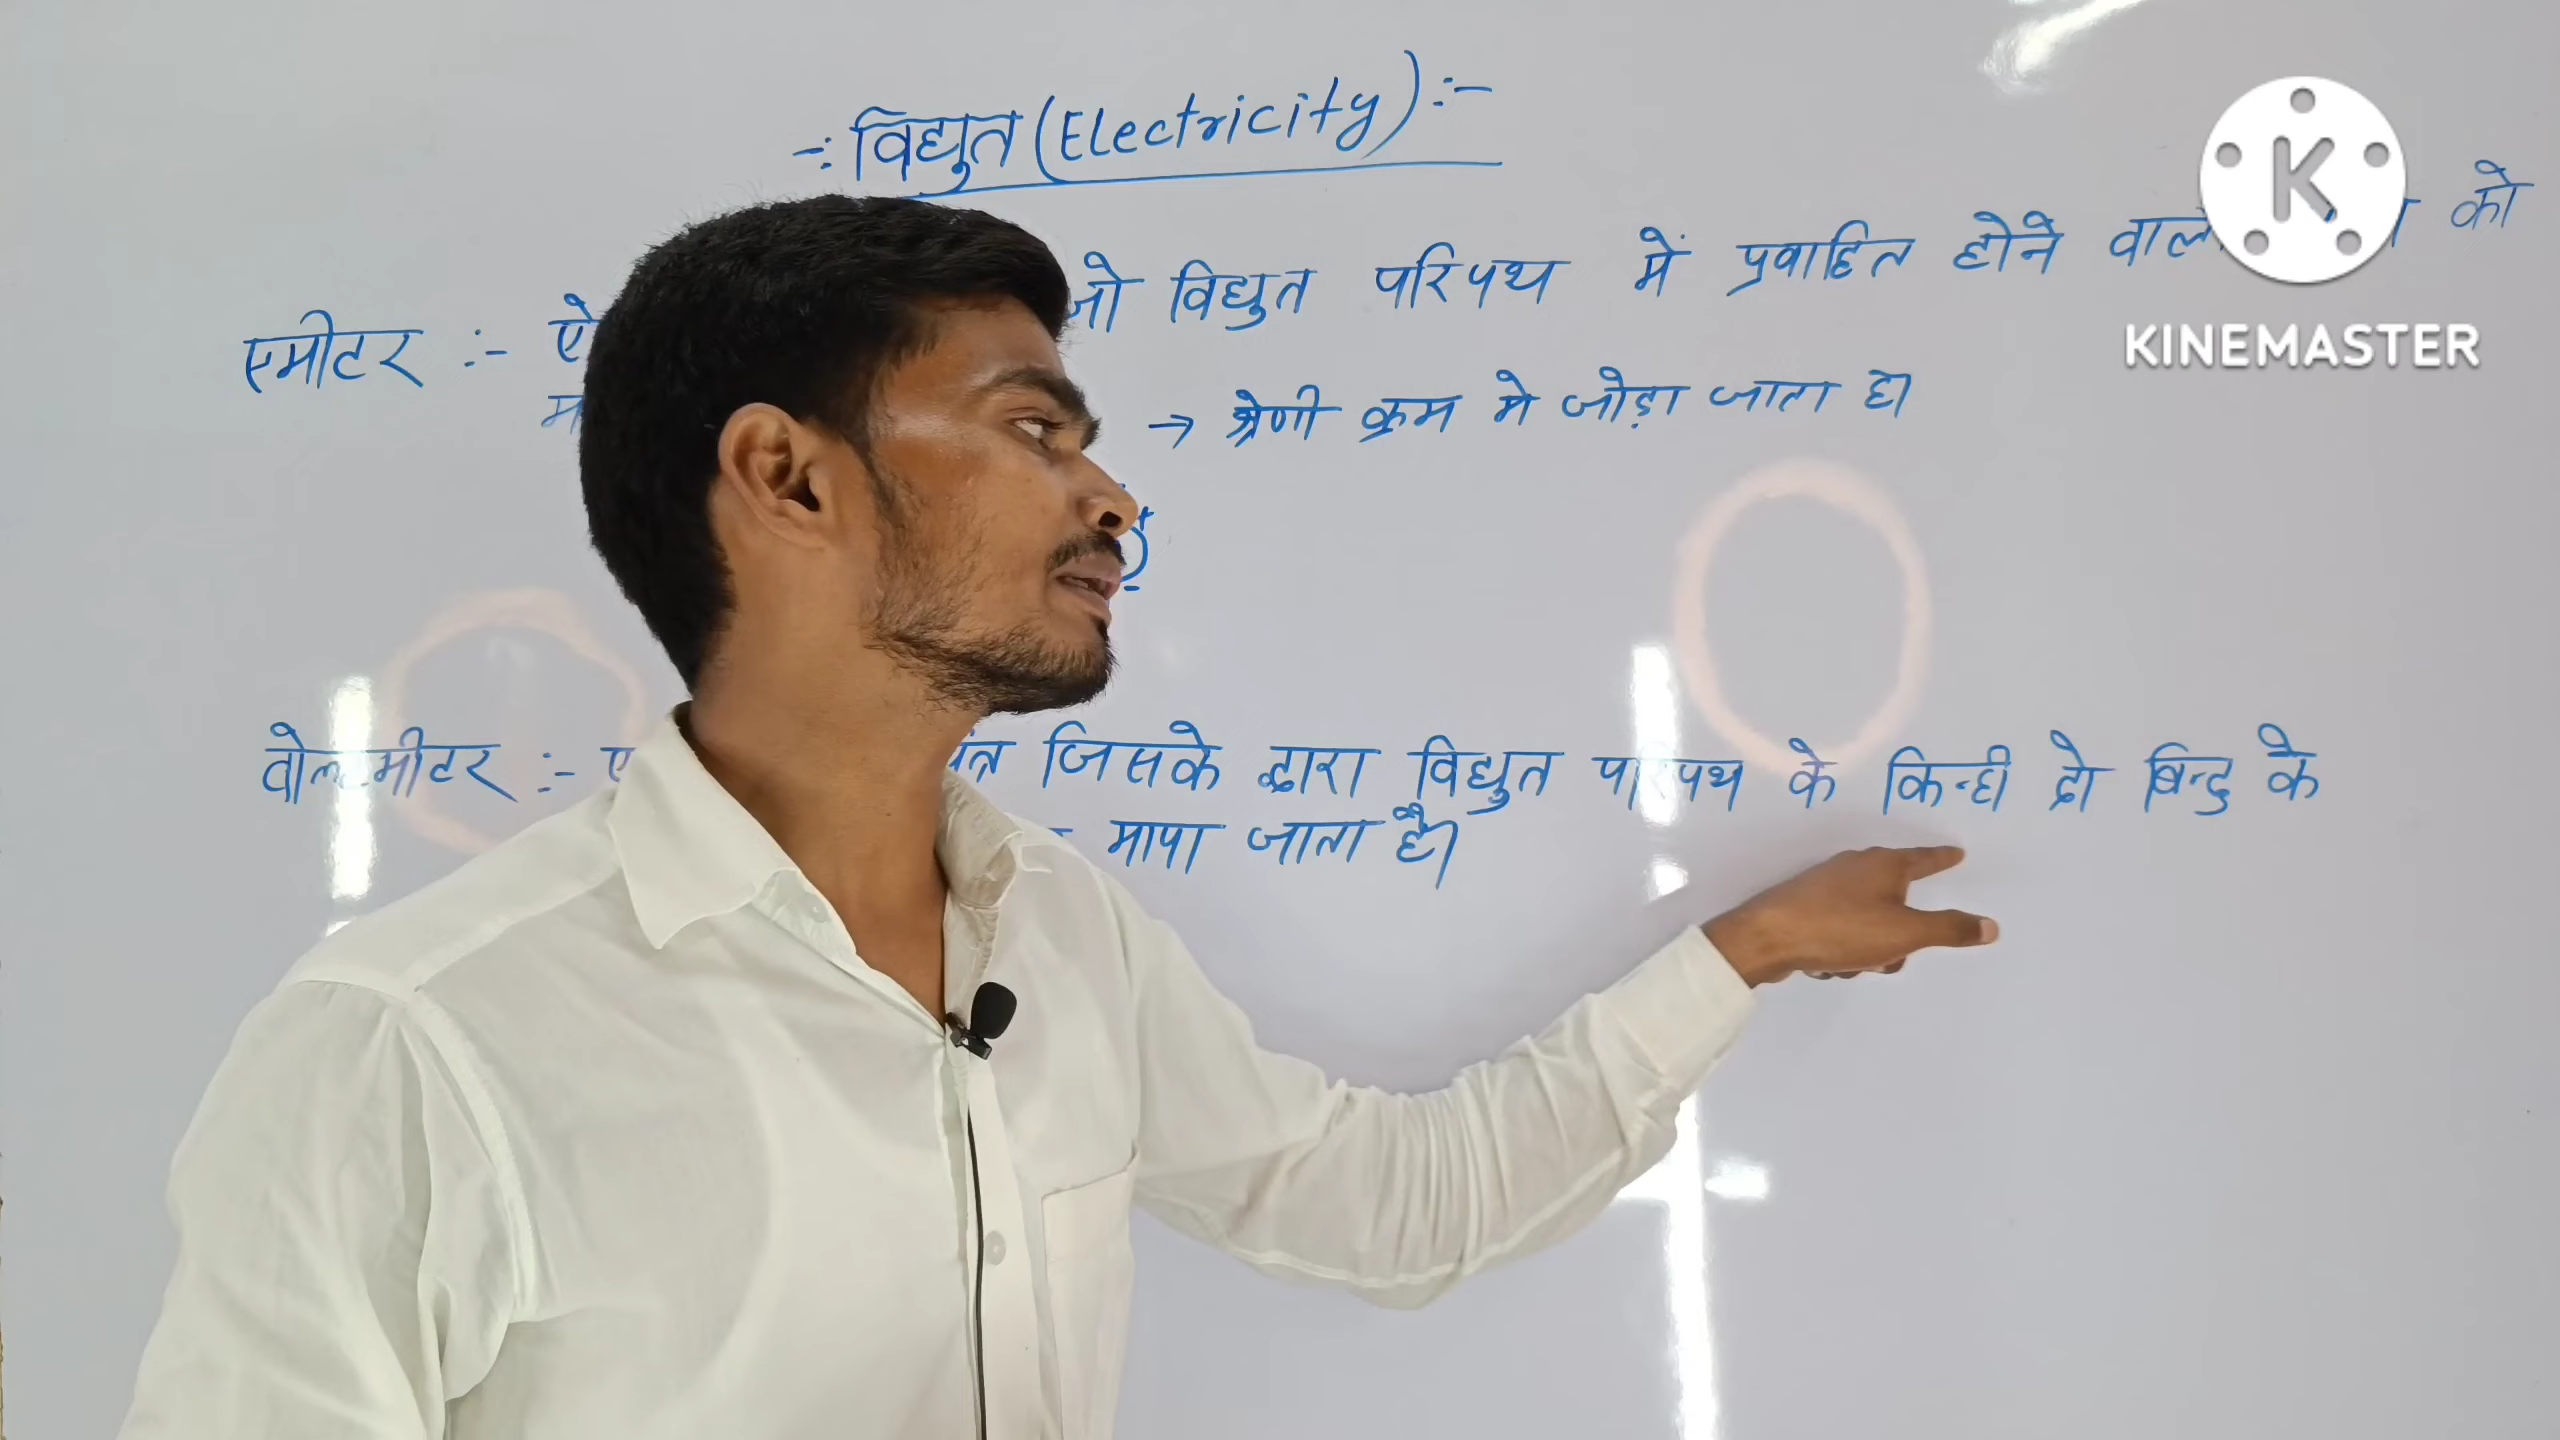 -: विद्युत (Electricity) :-
एमीटर :- जो विद्युत परिपथ में प्रवाहित होने को
→ श्रेणी क्रम मे जोड़ा जाता है।
वोल्टमीटर :- जिसके द्वारा विद्युत परिपथ के किन्ही दो बिन्दु के
मापा जाता है।
K
KINEMASTER